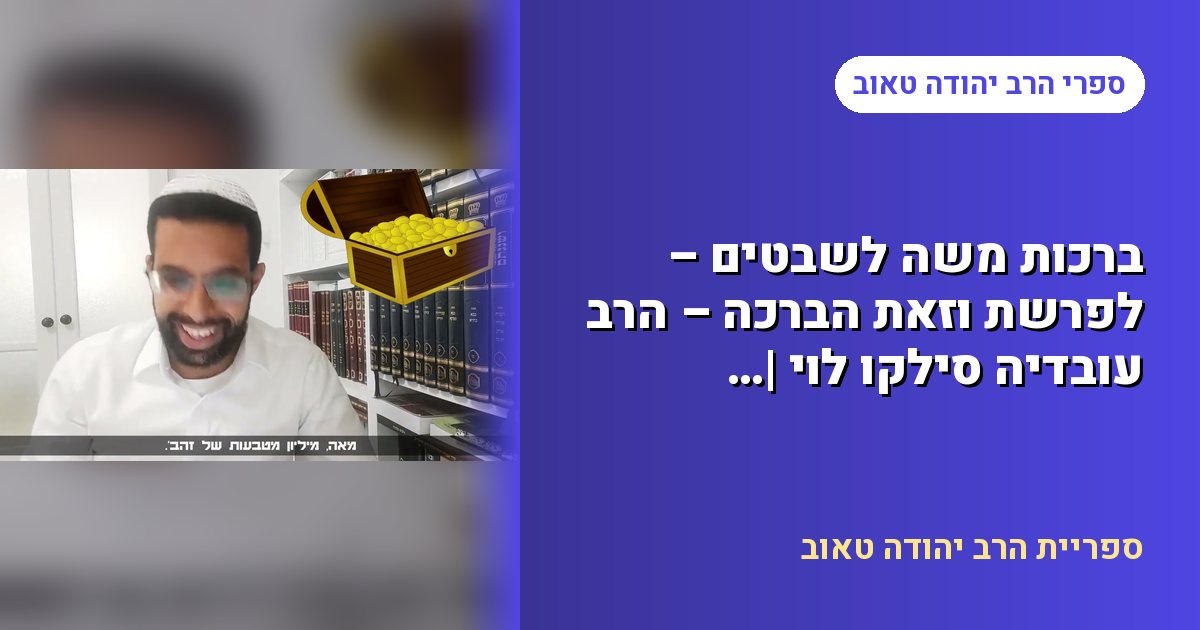 ספרי הרב יהודה טאוב
ברכות משה לשבטים –
לפרשת וזאת הברכה – הרב
עובדיה סילקו לוי |...
ספריית הרב יהודה טאוב
מאה, מיליון מטבעות של זהב.